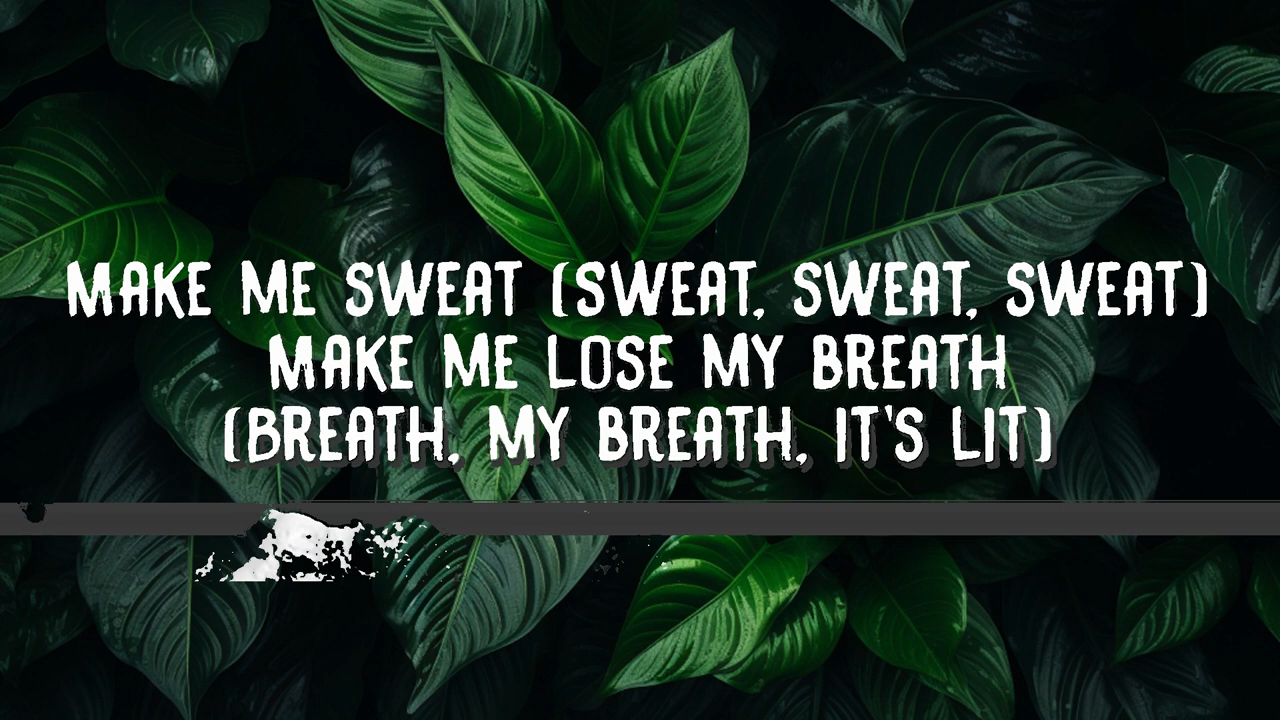 MAKE ME SWEAT (SWEAT, SWEAT, SWEAT)
MAKE ME LOSE MY BREATH
(BREATH, MY BREATH, IT'S LIT)